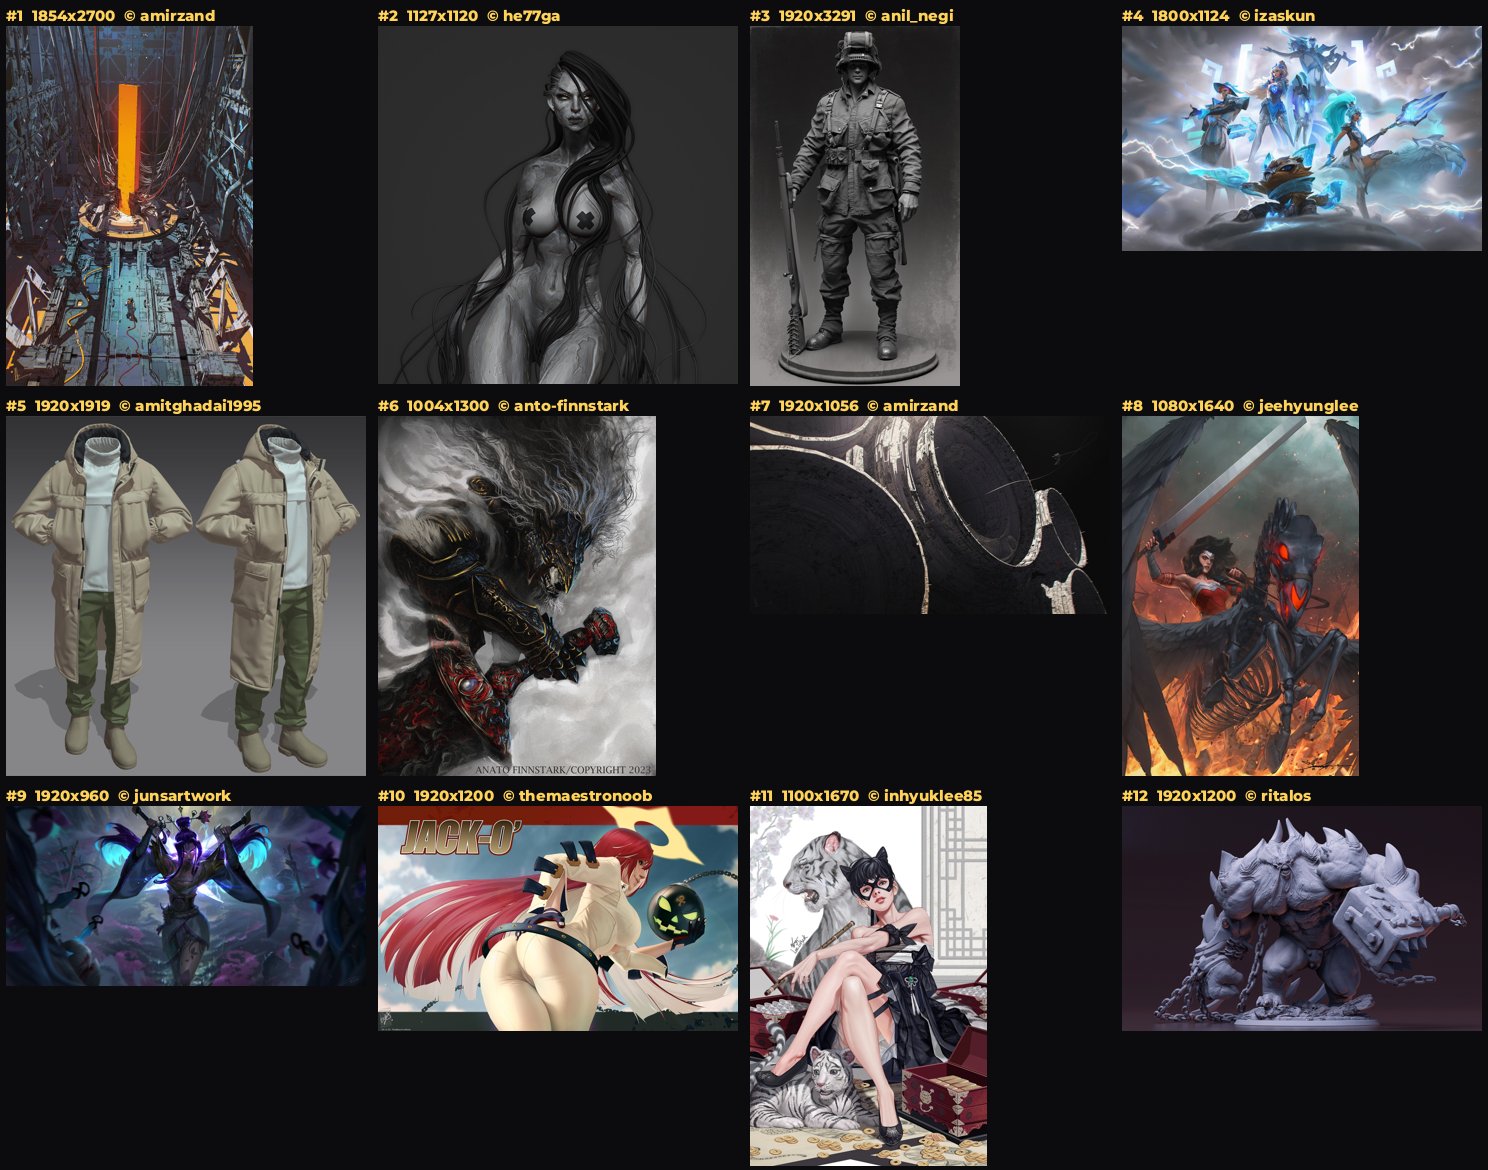 #1 1854x2700 © amirzand
#2 1127x1120 © he77ga
#3 1920x3291 © anil_negi
#4 1800x1124 © izaskun
#5 1920x1919 © amitghadai1995
#6 1004x1300 © anto-finnstark
#7 1920x1056 © amirzand
#8 1080x1640 © jeehyunglee
ANATO FINNSTARK/COPYRIGHT 2023
#9 1920x960 © junsartwork
#10 1920x1200 © themaestronoob
#11 1100x1670 © inhyuklee85
#12 1920x1200 © ritalos
JACK-O'